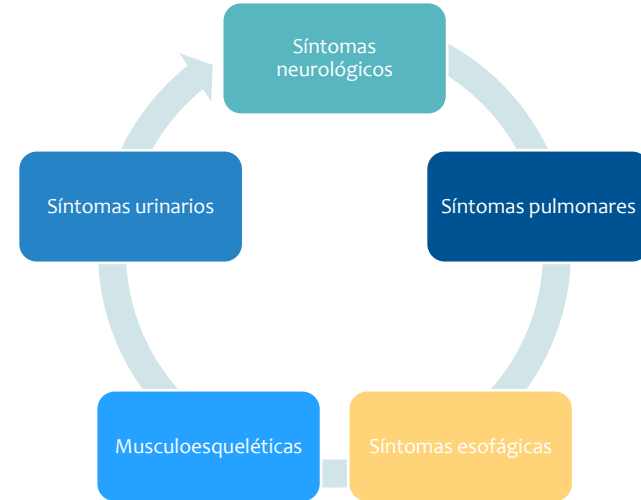 Síntomas
neurológicos
Síntomas pulmonares
Síntomas esofágicas
Musculoesqueléticas
Síntomas urinarios